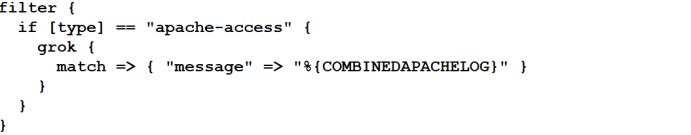 filter {
  if [type] == "apache-access" {
    grok {
      match => { "message" => "%{COMBINEDAPACHELOG}" }
    }
  }
}